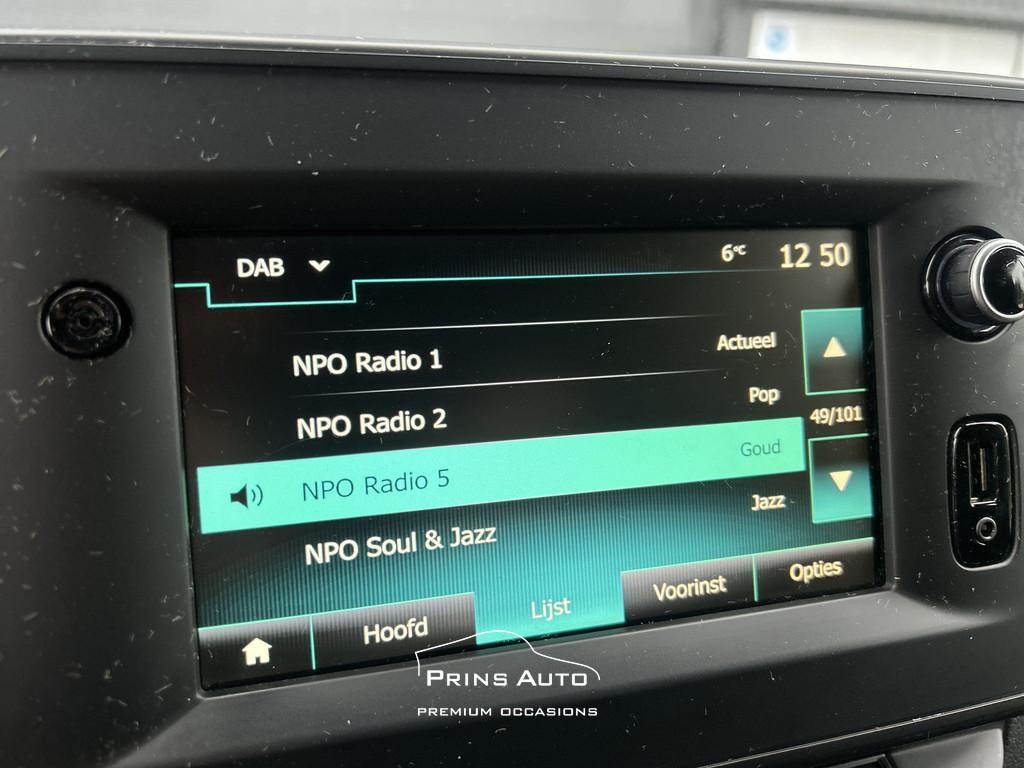 DAB
6°C 12 50
NPO Radio 1 Actueel
NPO Radio 2 Pop
49/101
NPO Radio 5 Goud
NPO Soul & Jazz Jazz
Hoofd Lijst Voorinst Opties
PRINS AUTO
PREMIUM OCCASIONS